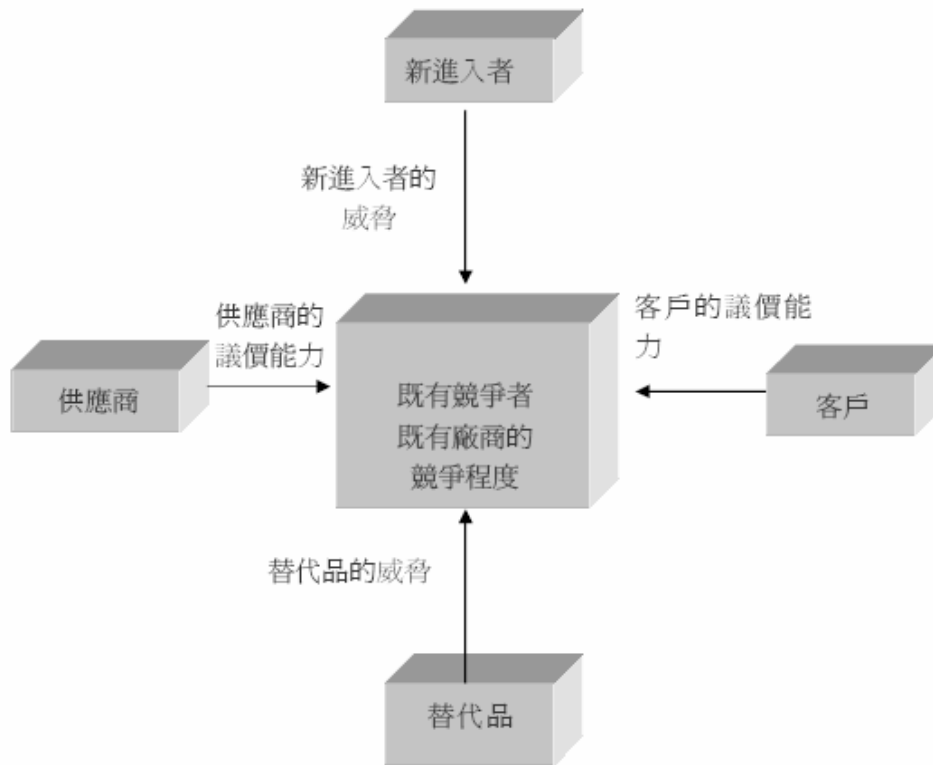 新進入者
新進入者的
威脅
供應商的
議價能力
客戶的議價能
力
供應商
既有競爭者
既有廠商的
競爭程度
客戶
替代品的威脅
替代品